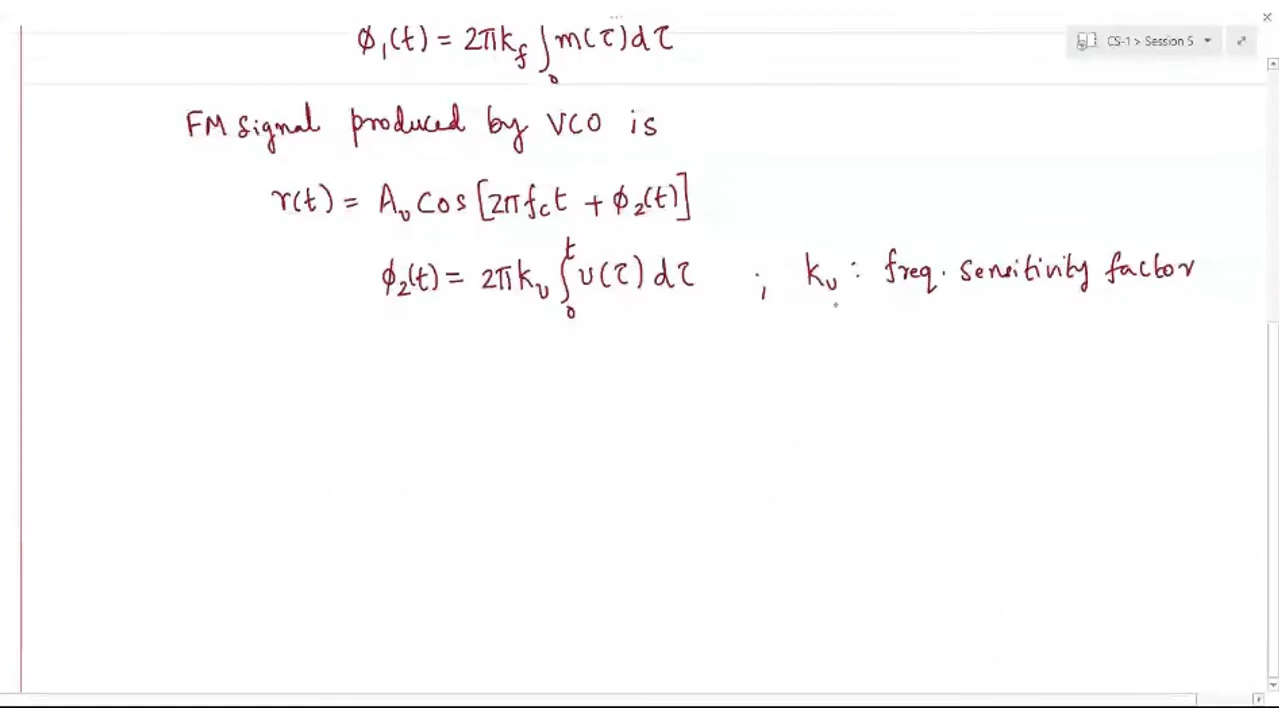 CS-1 > Session 5
ϕ₁(t) = 2πk_f ∫₀ m(τ)dτ
FM signal produced by VCO is
r(t) = A_v Cos [2πf_c t + ϕ₂(t)]
ϕ₂(t) = 2πk_v ∫₀ᵗ v(τ) dτ ; k_v : freq. sensitivity factor